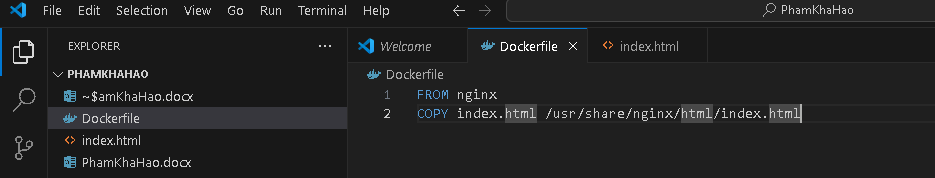 File Edit Selection View Go Run Terminal Help
PhamKhaHao
EXPLORER
Welcome
Dockerfile
index.html
PHAMKHAHAO
~$amKhaHao.docx
Dockerfile
index.html
PhamKhaHao.docx
Dockerfile
1 FROM nginx
2 COPY index.html /usr/share/nginx/html/index.html